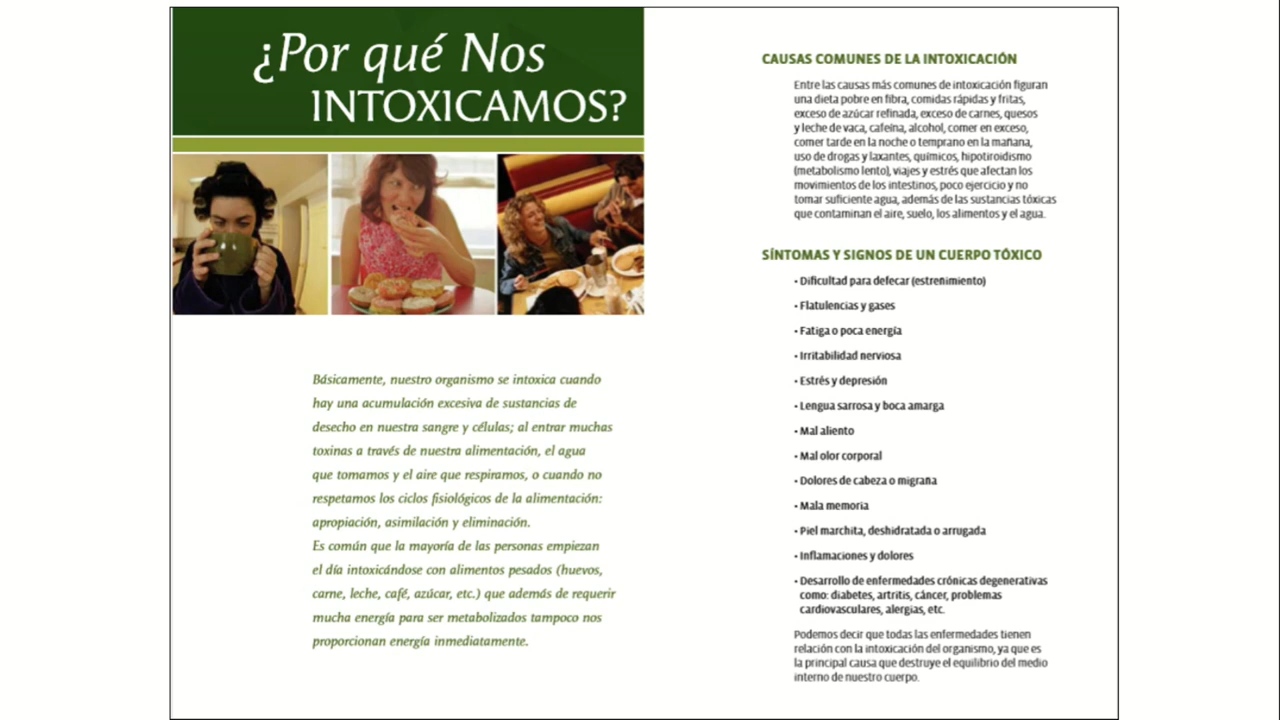 ¿Por qué Nos
INTOXICAMOS?
Básicamente, nuestro organismo se intoxica cuando
hay una acumulación excesiva de sustancias de
desecho en nuestra sangre y células; al entrar muchas
toxinas a través de nuestra alimentación, el agua
que tomamos y el aire que respiramos, o cuando no
respetamos los ciclos fisiológicos de la alimentación:
apropiación, asimilación y eliminación.
Es común que la mayoría de las personas empiezan
el día intoxicándose con alimentos pesados (huevos,
carne, leche, café, azúcar, etc.) que además de requerir
mucha energía para ser metabolizados tampoco nos
proporcionan energía inmediatamente.
CAUSAS COMUNES DE LA INTOXICACIÓN
Entre las causas más comunes de intoxicación figuran
una dieta pobre en fibra, comidas rápidas y fritas,
exceso de azúcar refinada, exceso de carnes, quesos
y leche de vaca, cafeína, alcohol, comer en exceso,
comer tarde en la noche o temprano en la mañana,
uso de drogas y laxantes, químicos, hipotiroidismo
(metabolismo lento), viajes y estrés que afectan los
movimientos de los intestinos, poco ejercicio y no
tomar suficiente agua, además de las sustancias tóxicas
que contaminan el aire, suelo, los alimentos y el agua.
SÍNTOMAS Y SIGNOS DE UN CUERPO TÓXICO
• Dificultad para defecar (estreñimiento)
• Flatulencias y gases
• Fatiga o poca energía
• Irritabilidad nerviosa
• Estrés y depresión
• Lengua sarrosa y boca amarga
• Mal aliento
• Mal olor corporal
• Dolores de cabeza o migraña
• Mala memoria
• Piel marchita, deshidratada o arrugada
• Inflamaciones y dolores
• Desarrollo de enfermedades crónicas degenerativas
como: diabetes, artritis, cáncer, problemas
cardiovasculares, alergias, etc.
Podemos decir que todas las enfermedades tienen
relación con la intoxicación del organismo, ya que es
la principal causa que destruye el equilibrio del medio
interno de nuestro cuerpo.